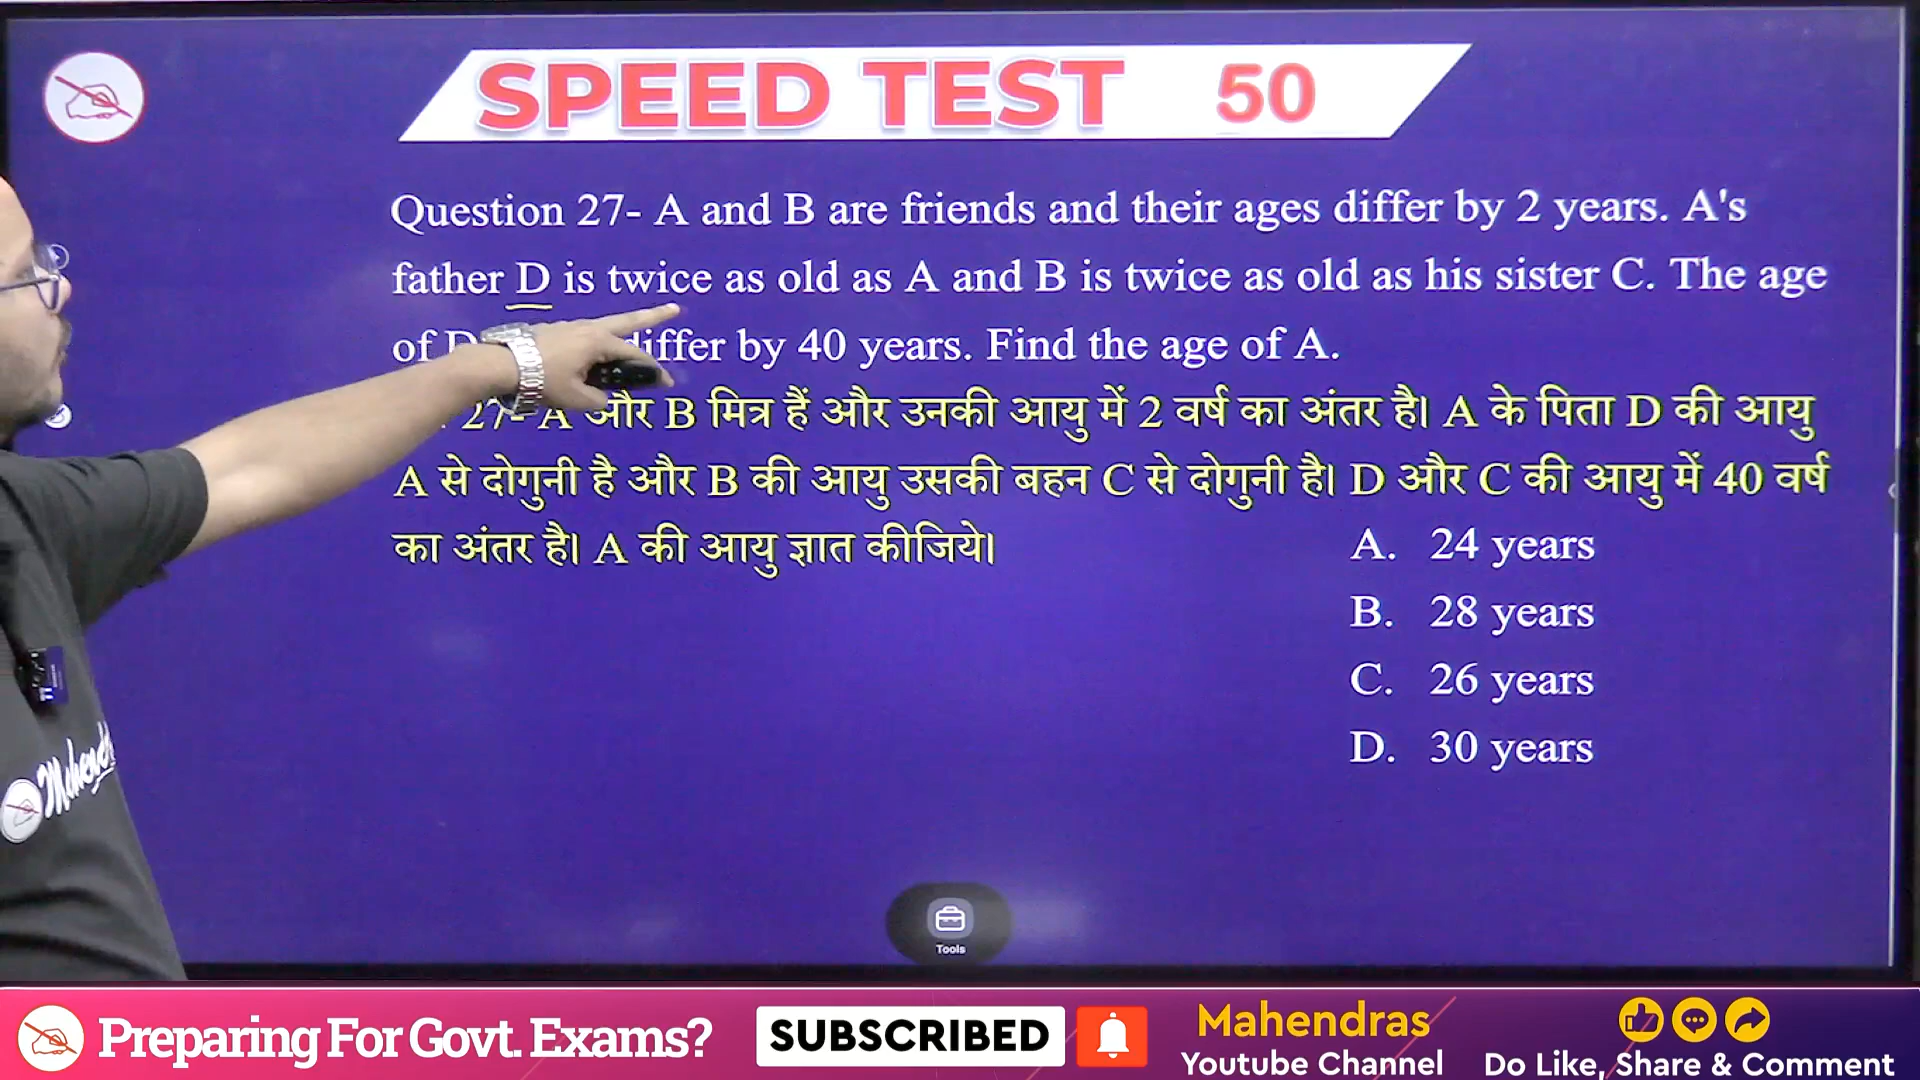 SPEED TEST 50
Question 27- A and B are friends and their ages differ by 2 years. A's
father D is twice as old as A and B is twice as old as his sister C. The age
of D differ by 40 years. Find the age of A.
27- A और B मित्र हैं और उनकी आयु में 2 वर्ष का अंतर है। A के पिता D की आयु
A से दोगुनी है और B की आयु उसकी बहन C से दोगुनी है। D और C की आयु में 40 वर्ष
का अंतर है। A की आयु ज्ञात कीजिये।
A. 24 years
B. 28 years
C. 26 years
D. 30 years
Tools
Preparing For Govt. Exams?
SUBSCRIBED
Mahendras
Youtube Channel
Do Like, Share & Comment